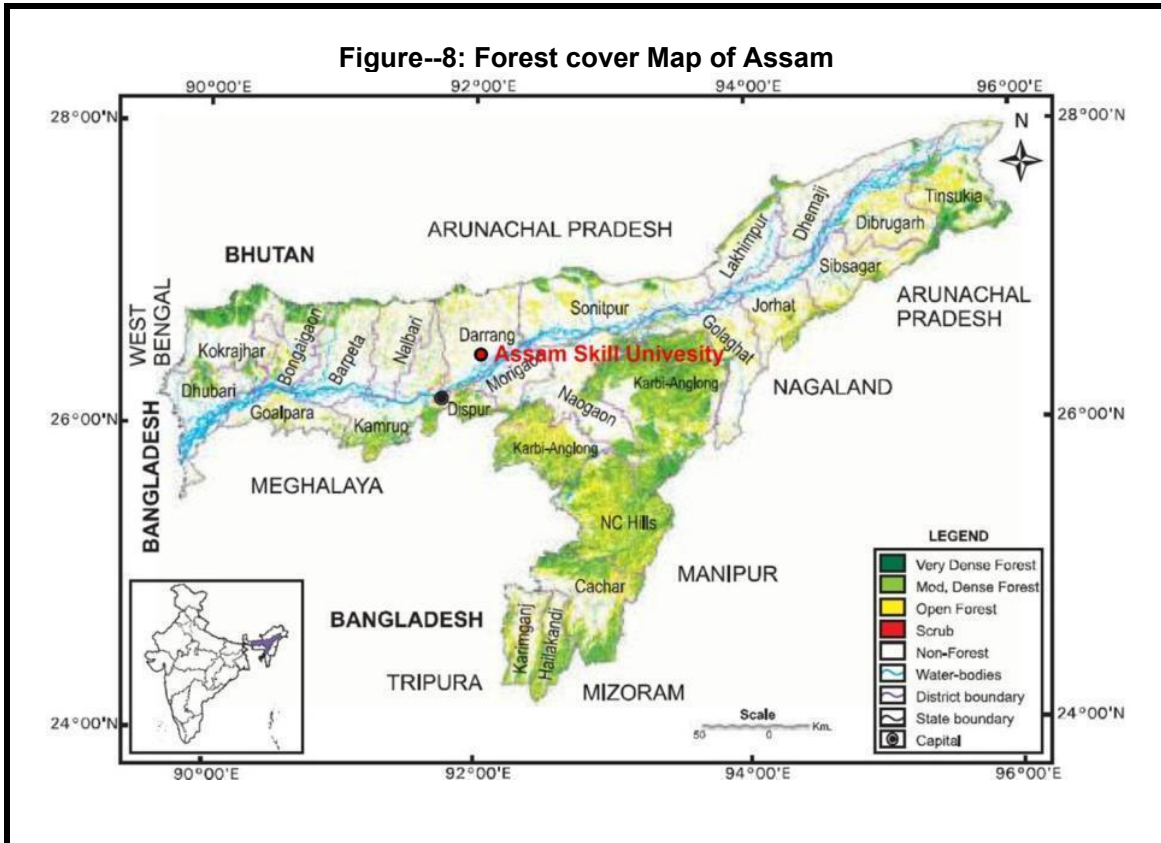 Figure--8: Forest cover Map of Assam
90°00'E
92°00'E
94°00'E
96°00'E
28°00'N
28°00'N
N
Tinsukia
Dhemaji
Dibrugarh
Lakhimpur
ARUNACHAL PRADESH
BHUTAN
Sibsagar
Sonitpur
Jorhat
ARUNACHAL
PRADESH
WEST
BENGAL
Darrang
Golaghat
Nalbari
Barpeta
Bongaigaon
Kokrajhar
Assam Skill Univesity
Morigaon
Karbi-Anglong
NAGALAND
Dhubari
26°00'N
26°00'N
Goalpara
Dispur
Naogaon
Kamrup
Karbi-Anglong
BANGLADESH
MEGHALAYA
NC Hills
LEGEND
Very Dense Forest
Mod, Dense Forest
Open Forest
Scrub
Non-Forest
Water-bodies
District boundary
State boundary
Capital
MANIPUR
Cachar
BANGLADESH
Karimganj
Hailakandi
TRIPURA
MIZORAM
Scale
50
0
Km.
24°00'N
24°00'N
90°00'E
92°00'E
94°00'E
96°00'E